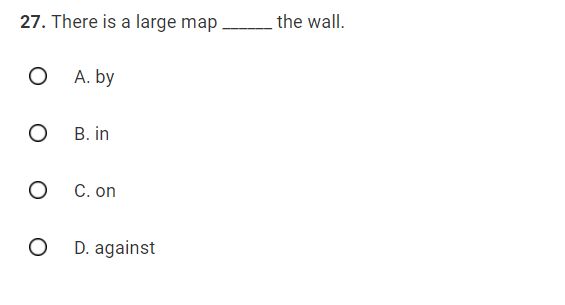 27. There is a large map ______ the wall.
A. by
B. in
C. on
D. against